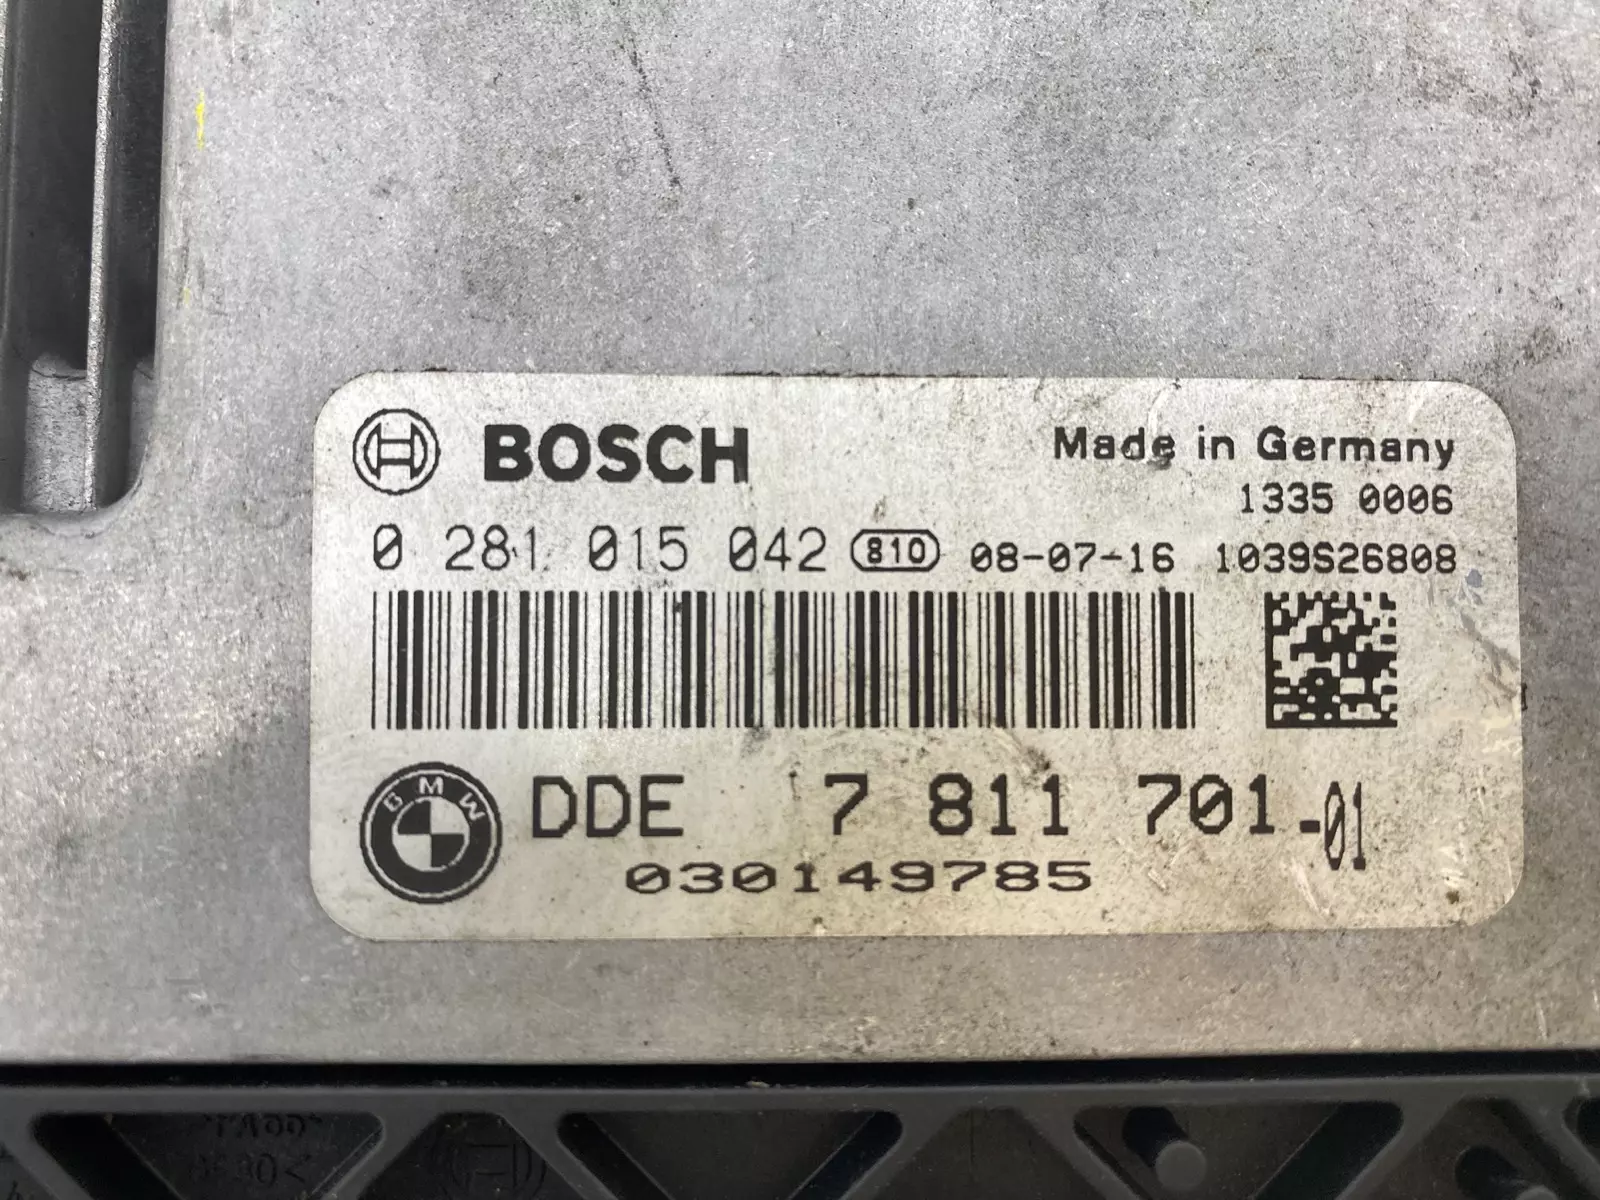 BOSCH
Made in Germany
1335 0006
0 281 015 042 810 08-07-16 1039S26808
BMW DDE 7 811 701-01
030149785